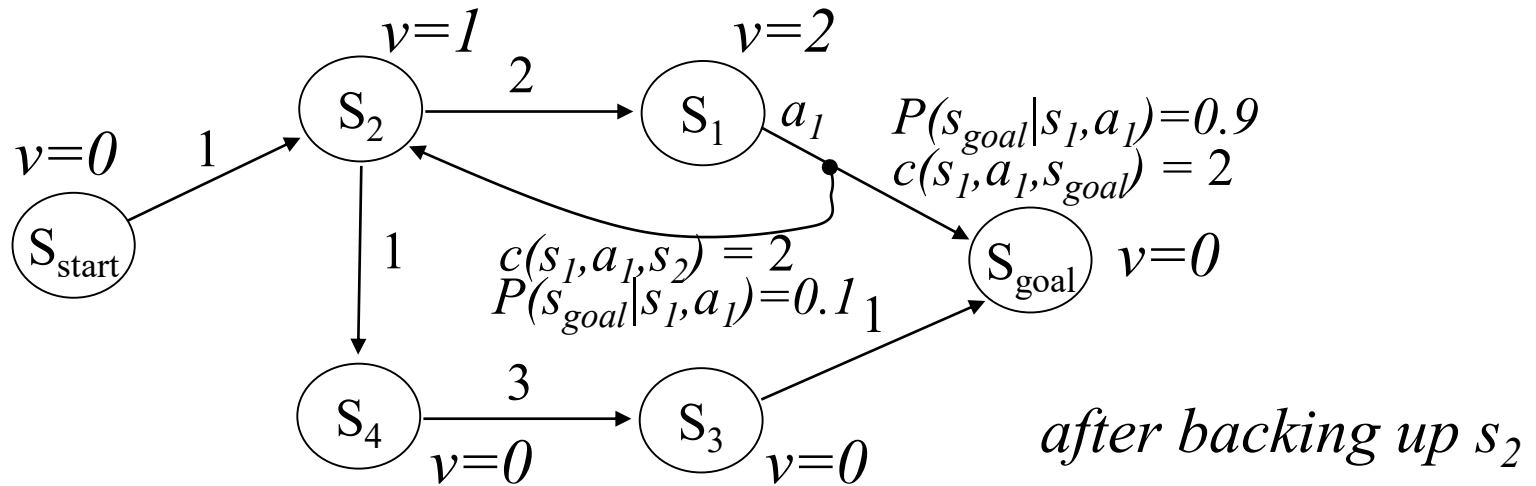 v=1
v=2
2
S2
S1
a1
P(sgoal|s1,a1)=0.9
c(s1,a1,sgoal) = 2
v=0
1
Sstart
1
c(s1,a1,s2) = 2
P(sgoal|s1,a1)=0.1
Sgoal
v=0
1
3
S4
S3
v=0
v=0
after backing up s2